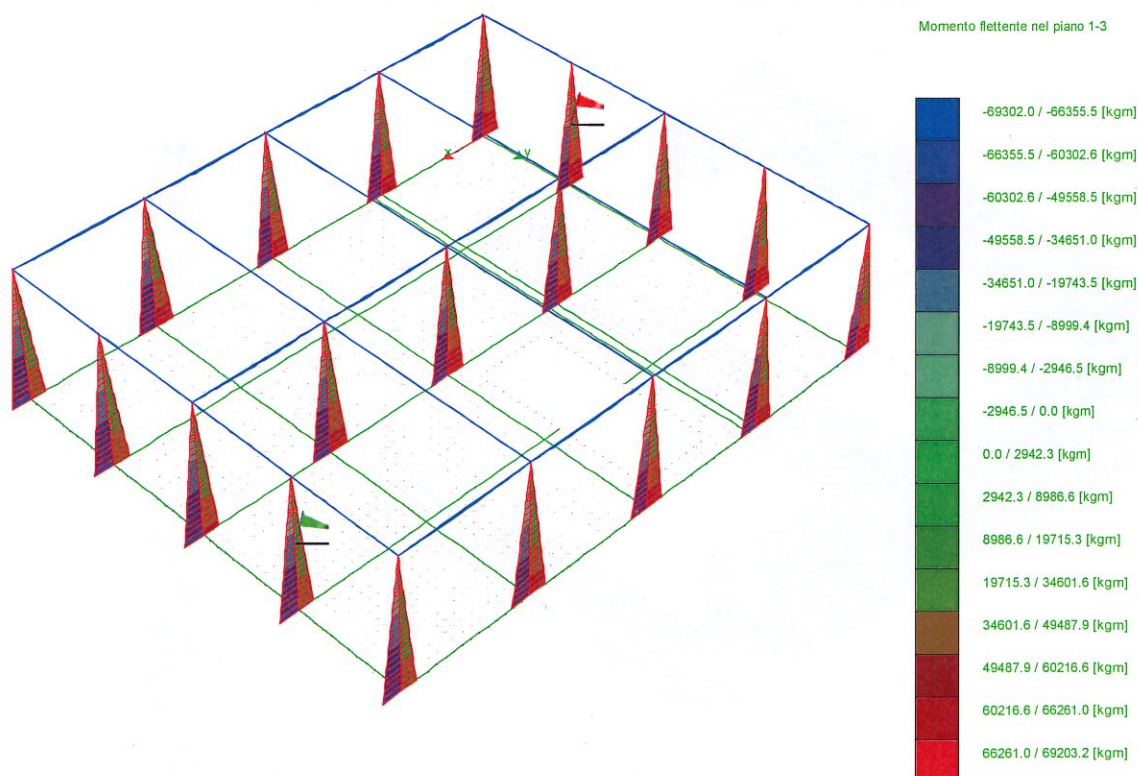 Momento flettente nel piano 1-3
-69302.0 / -66355.5 [kgm]
-66355.5 / -60302.6 [kgm]
-60302.6 / -49558.5 [kgm]
-49558.5 / -34651.0 [kgm]
-34651.0 / -19743.5 [kgm]
-19743.5 / -8999.4 [kgm]
-8999.4 / -2946.5 [kgm]
-2946.5 / 0.0 [kgm]
0.0 / 2942.3 [kgm]
2942.3 / 8986.6 [kgm]
8986.6 / 19715.3 [kgm]
19715.3 / 34601.6 [kgm]
34601.6 / 49487.9 [kgm]
49487.9 / 60216.6 [kgm]
60216.6 / 66261.0 [kgm]
66261.0 / 69203.2 [kgm]
x
y